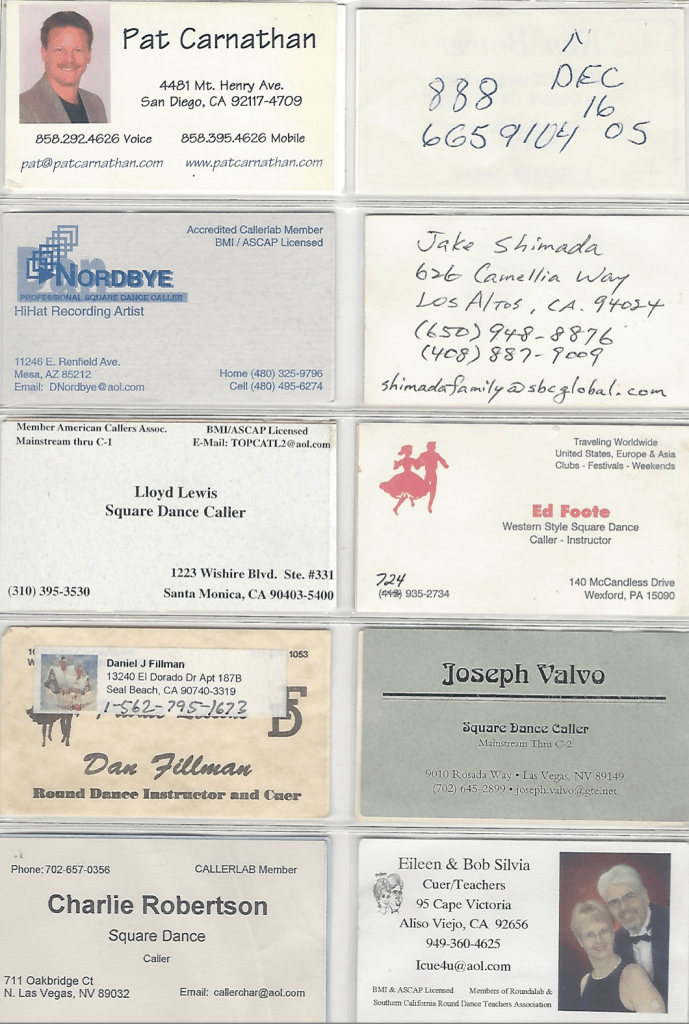 Pat Carnathan
4481 Mt. Henry Ave.
San Diego, CA 92117-4709
858.292.4626 Voice 858.395.4626 Mobile
pat@patcarnathan.com www.patcarnathan.com
N
DEC
888 16
6659104 05
Accredited Callerlab Member
BMI / ASCAP Licensed
Don
NORDBYE
PROFESSIONAL SQUARE DANCE CALLER
HiHat Recording Artist
11246 E. Renfield Ave.
Mesa, AZ 85212 Home (480) 325-9796
Email: DNordbye@aol.com Cell (480) 495-6274
Jake Shimada
626 Camellia Way
Los Altos, CA. 94024
(650) 948-8876
(408) 887-9009
shimadafamily@sbcglobal.com
Member American Callers Assoc. BMI/ASCAP Licensed
Mainstream thru C-1 E-Mail: TOPCATL2@aol.com
Lloyd Lewis
Square Dance Caller
1223 Wishire Blvd. Ste. #331
(310) 395-3530 Santa Monica, CA 90403-5400
Traveling Worldwide
United States, Europe & Asia
Clubs - Festivals - Weekends
Ed Foote
Western Style Square Dance
Caller - Instructor
724
(412) 935-2734
140 McCandless Drive
Wexford, PA 15090
1053
Daniel J Fillman
13240 El Dorado Dr Apt 187B
Seal Beach, CA 90740-3319
1-562-795-1673
Dan Fillman
Round Dance Instructor and Cuer
Joseph Valvo
Square Dance Caller
Mainstream Thru C-2
9010 Rosada Way • Las Vegas, NV 89149
(702) 645-2899 • joseph.valvo@gte.net
Phone: 702-657-0356 CALLERLAB Member
Charlie Robertson
Square Dance
Caller
711 Oakbridge Ct
N. Las Vegas, NV 89032 Email: callerchar@aol.com
Eileen & Bob Silvia
Cuer/Teachers
95 Cape Victoria
Aliso Viejo, CA 92656
949-360-4625
Icue4u@aol.com
BMI & ASCAP Licensed Members of Roundalab &
Southern California Round Dance Teachers Association